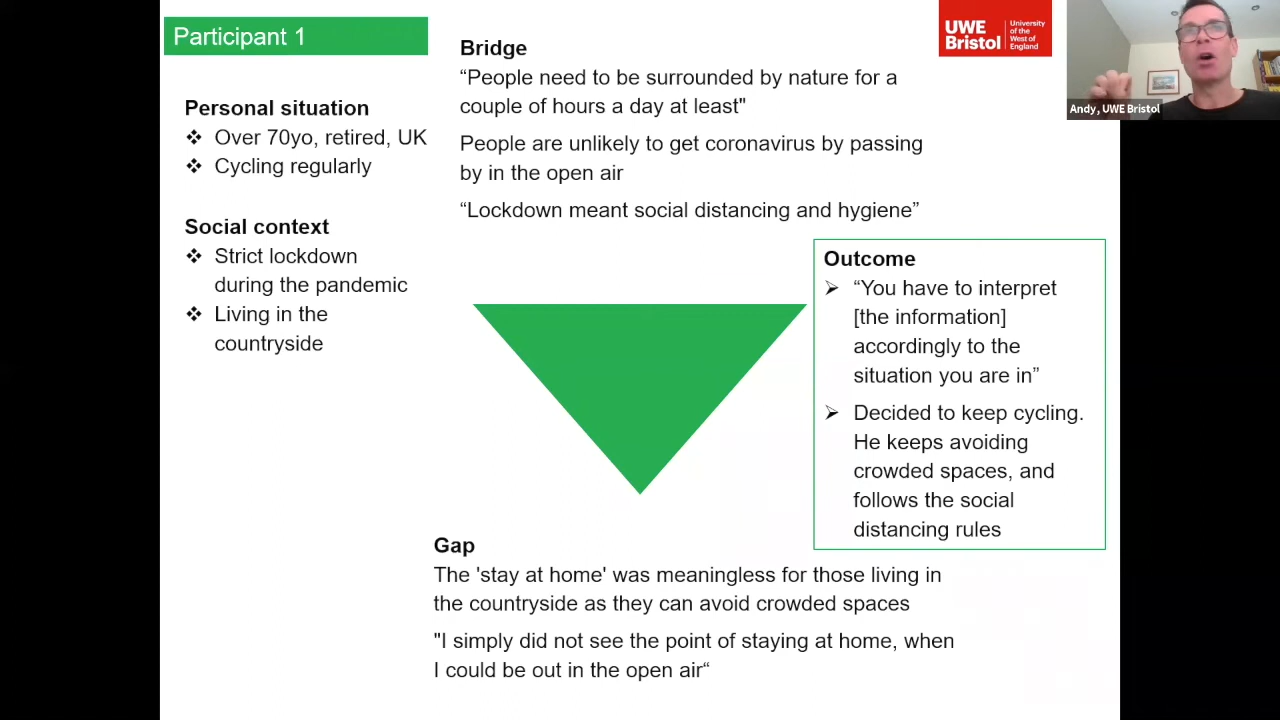 Participant 1
Personal situation
❖ Over 70yo, retired, UK
❖ Cycling regularly
Social context
❖ Strict lockdown
during the pandemic
❖ Living in the
countryside
Bridge
“People need to be surrounded by nature for a
couple of hours a day at least"
People are unlikely to get coronavirus by passing
by in the open air
“Lockdown meant social distancing and hygiene”
Outcome
➢ “You have to interpret
[the information]
accordingly to the
situation you are in”
➢ Decided to keep cycling.
He keeps avoiding
crowded spaces, and
follows the social
distancing rules
Gap
The 'stay at home' was meaningless for those living in
the countryside as they can avoid crowded spaces
"I simply did not see the point of staying at home, when
I could be out in the open air“
UWE
Bristol
University
of the
West of
England
Andy, UWE Bristol